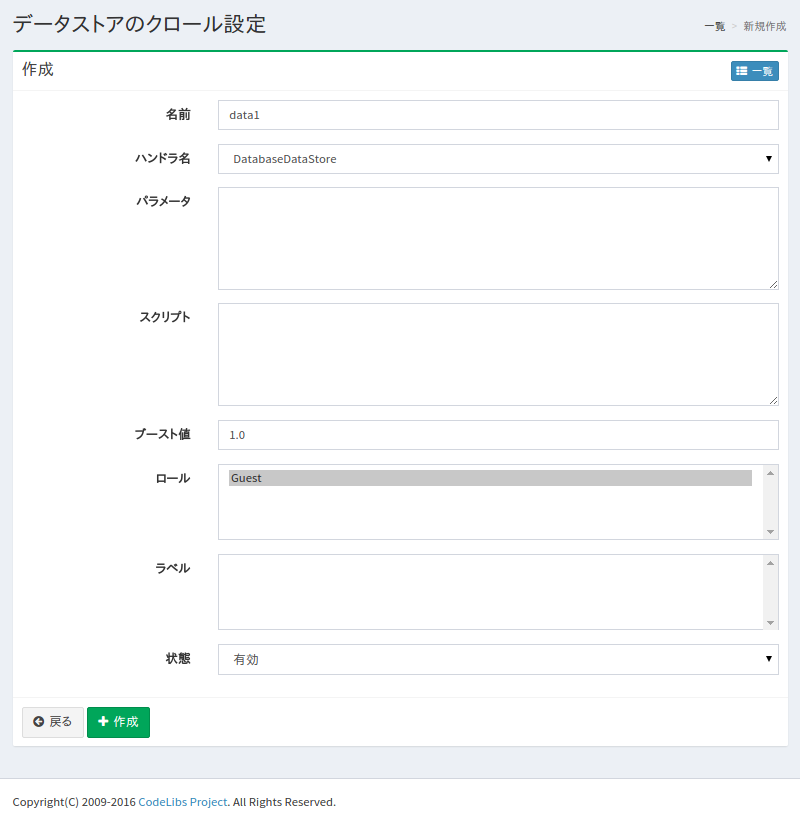 データストアのクロール設定
一覧 > 新規作成
作成
一覧
名前
data1
ハンドラ名
DatabaseDataStore
パラメータ
スクリプト
ブースト値
1.0
ロール
Guest
ラベル
状態
有効
戻る
作成
Copyright(C) 2009-2016 CodeLibs Project. All Rights Reserved.